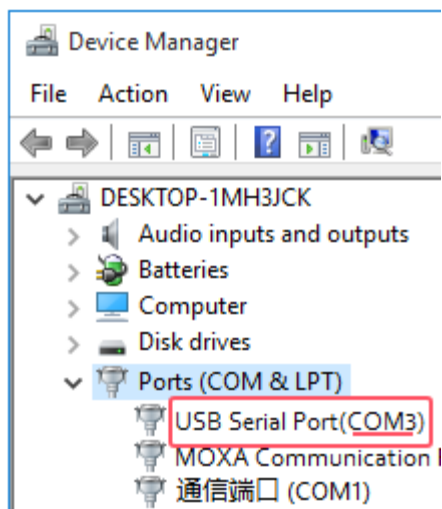 Device Manager
File Action View Help
DESKTOP-1MH3JCK
Audio inputs and outputs
Batteries
Computer
Disk drives
Ports (COM & LPT)
USB Serial Port(COM3)
MOXA Communication
通信端口 (COM1)